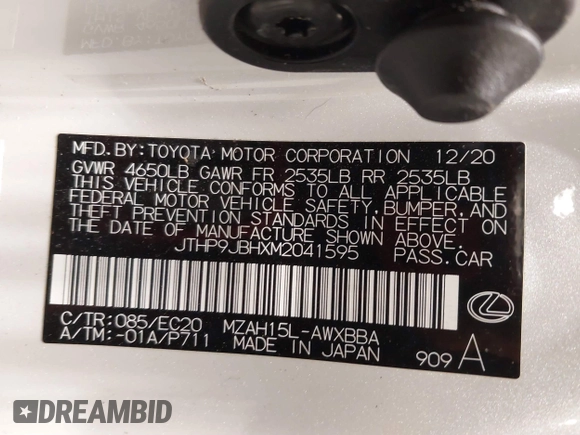 MFD. BY: TOYOTA MOTOR CORPORATION 12/20
GVWR 4650LB GAWR FR 2535LB RR 2535LB
THIS VEHICLE CONFORMS TO ALL APPLICABLE
FEDERAL MOTOR VEHICLE SAFETY, BUMPER, AND
THEFT PREVENTION STANDARDS IN EFFECT ON
THE DATE OF MANUFACTURE SHOWN ABOVE.
JTHP9JBHXM2041595 PASS. CAR
C/TR: 085/EC20 MZAH15L-AWXBBA
A/TM: -01A/P711 MADE IN JAPAN 909 A
DREAMBID